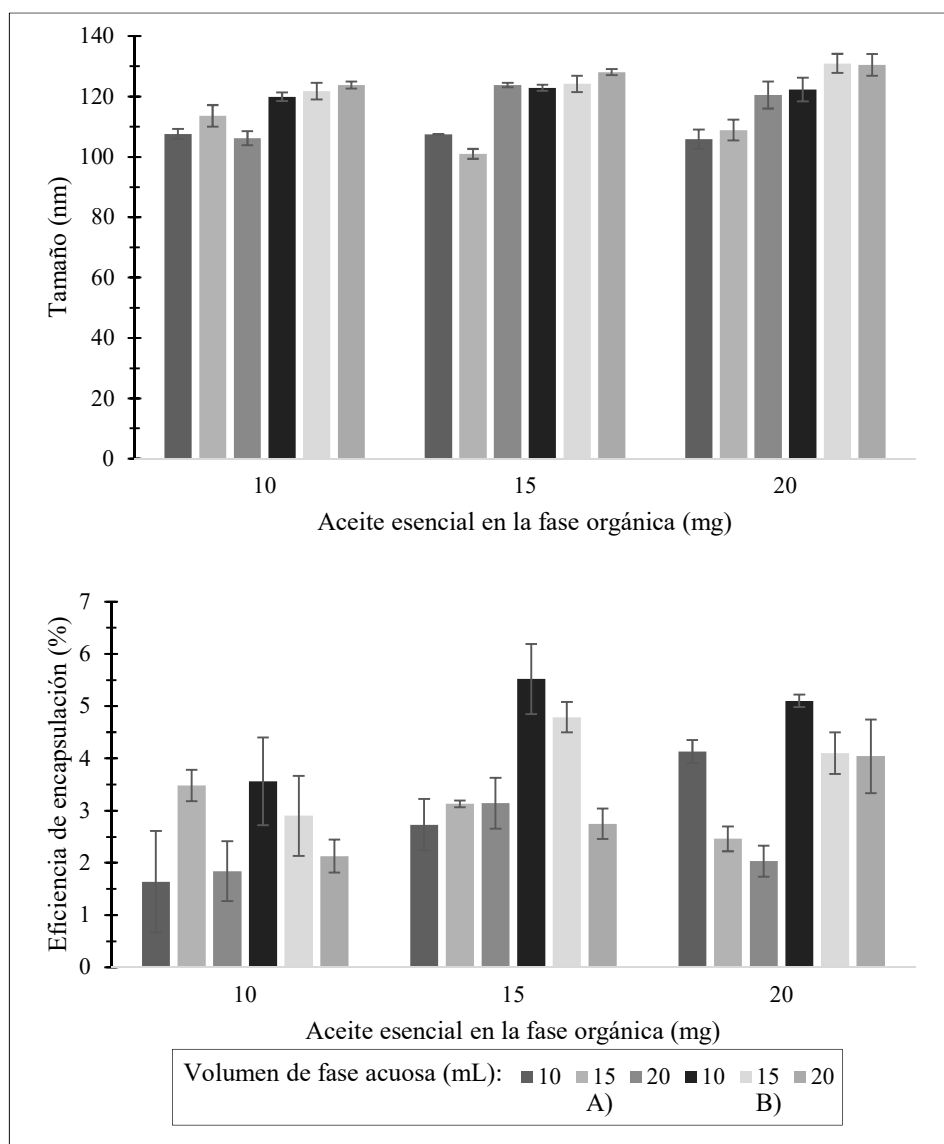 140
120
100
80
60
40
20
0
Tamaño (nm)
10 15 20
Aceite esencial en la fase orgánica (mg)
7
6
5
4
3
2
1
0
Eficiencia de encapsulación (%)
10 15 20
Aceite esencial en la fase orgánica (mg)
Volumen de fase acuosa (mL): 10 15 20 10 15 20
A) B)